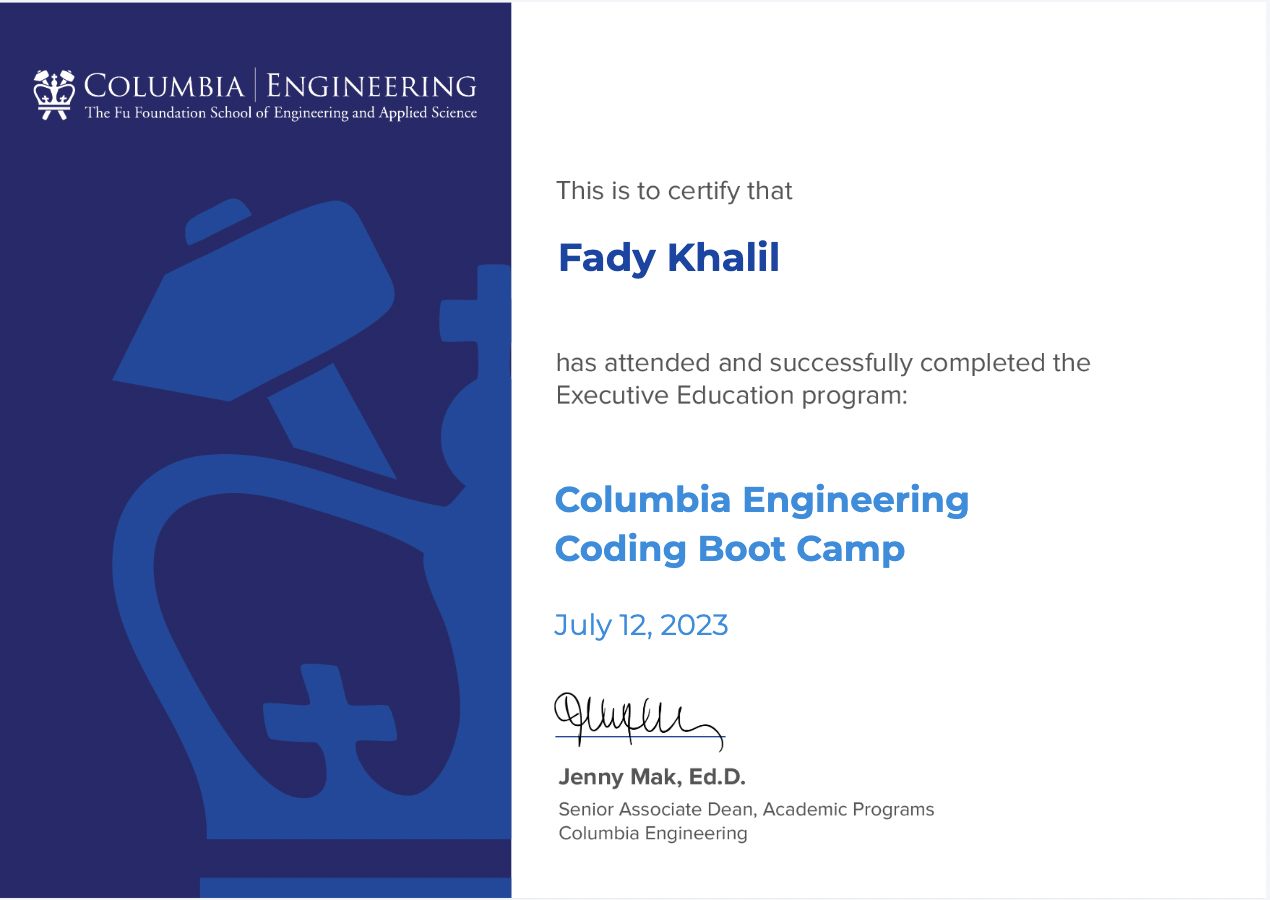 COLUMBIA | ENGINEERING
The Fu Foundation School of Engineering and Applied Science
This is to certify that
Fady Khalil
has attended and successfully completed the
Executive Education program:
Columbia Engineering
Coding Boot Camp
July 12, 2023
Jenny Mak, Ed.D.
Senior Associate Dean, Academic Programs
Columbia Engineering